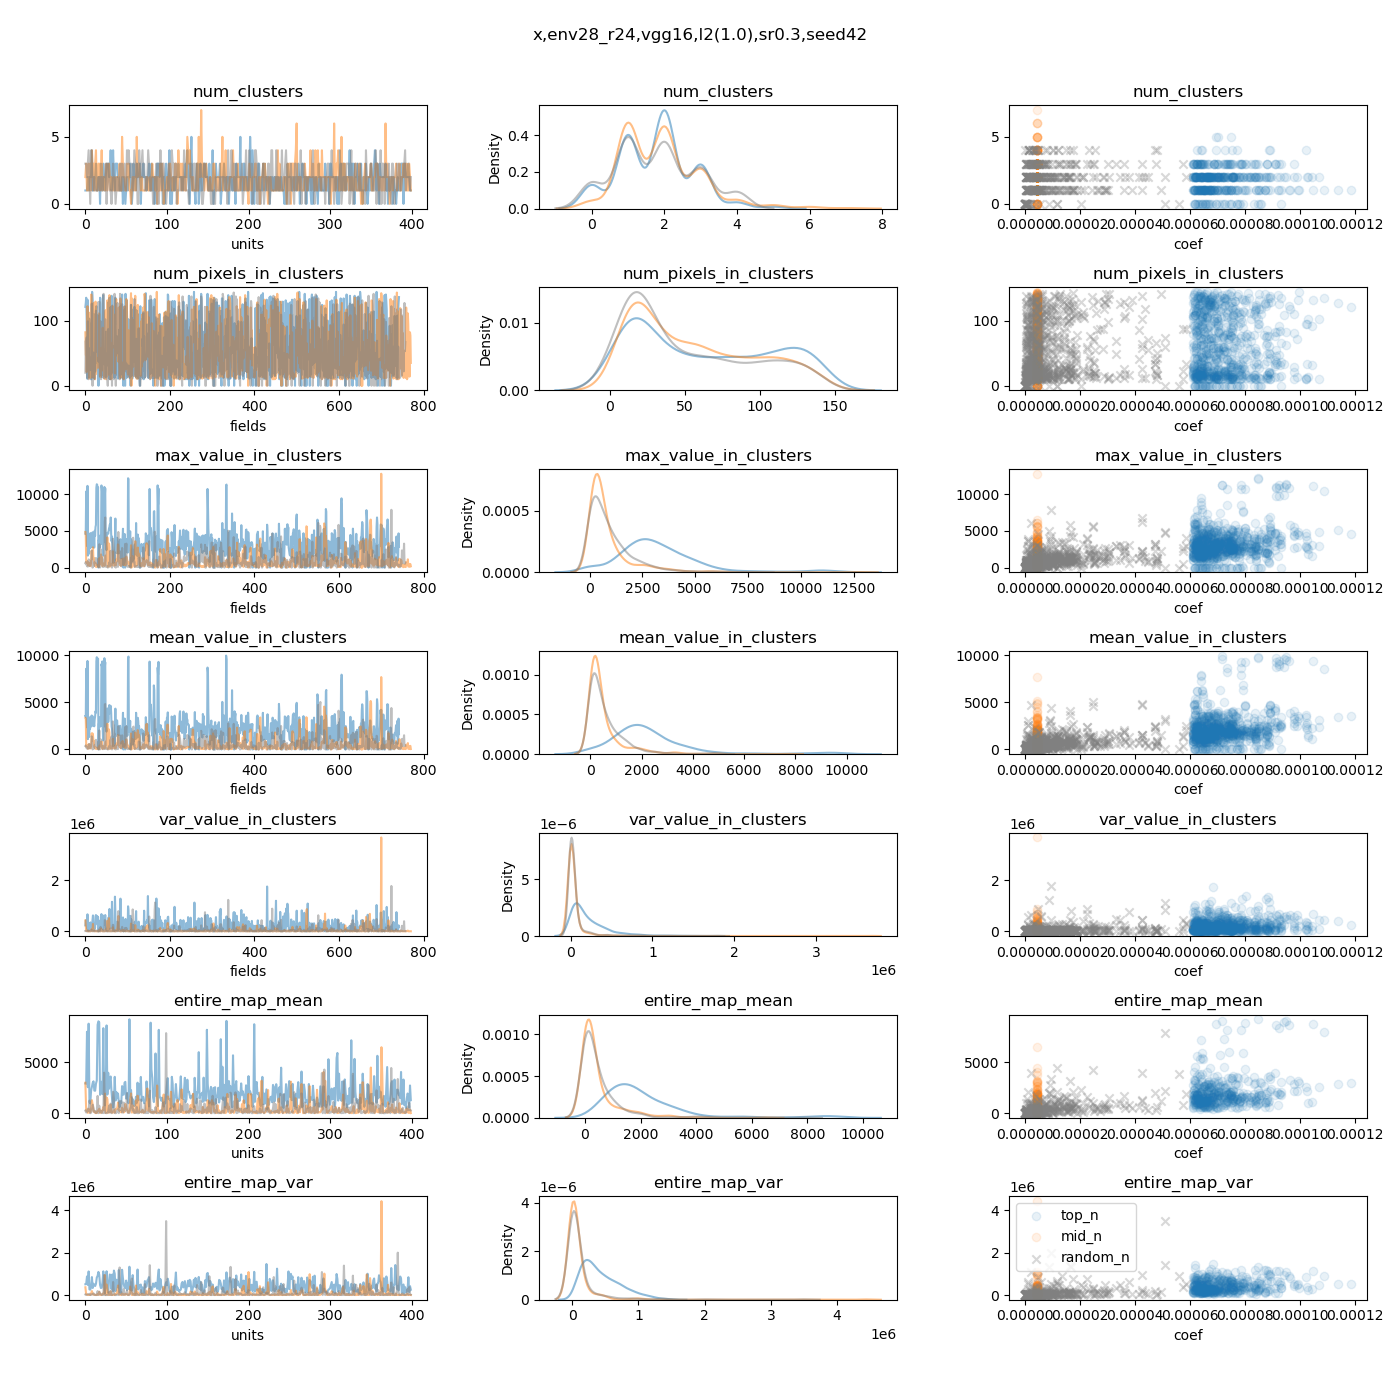 x,env28_r24,vgg16,l2(1.0),sr0.3,seed42
num_clusters
5
0
0 100 200 300 400
units
num_clusters
Density
0.4
0.2
0.0
0 2 4 6 8
num_clusters
5
0
0.00000 0.00002 0.00004 0.00006 0.00008 0.00010 0.00012
coef
num_pixels_in_clusters
100
0
0 200 400 600 800
fields
num_pixels_in_clusters
Density
0.01
0.00
0 50 100 150
num_pixels_in_clusters
100
0
0.00000 0.00002 0.00004 0.00006 0.00008 0.00010 0.00012
coef
max_value_in_clusters
10000
5000
0
0 200 400 600 800
fields
max_value_in_clusters
Density
0.0005
0.0000
0 2500 5000 7500 10000 12500
max_value_in_clusters
10000
5000
0
0.00000 0.00002 0.00004 0.00006 0.00008 0.00010 0.00012
coef
mean_value_in_clusters
10000
5000
0
0 200 400 600 800
fields
mean_value_in_clusters
Density
0.0010
0.0005
0.0000
0 2000 4000 6000 8000 10000
mean_value_in_clusters
10000
5000
0
0.00000 0.00002 0.00004 0.00006 0.00008 0.00010 0.00012
coef
var_value_in_clusters
1e6
2
0
0 200 400 600 800
fields
var_value_in_clusters
1e−6
Density
5
0
0 1 2 3
1e6
var_value_in_clusters
1e6
2
0
0.00000 0.00002 0.00004 0.00006 0.00008 0.00010 0.00012
coef
entire_map_mean
5000
0
0 100 200 300 400
units
entire_map_mean
Density
0.0010
0.0005
0.0000
0 2000 4000 6000 8000 10000
entire_map_mean
5000
0
0.00000 0.00002 0.00004 0.00006 0.00008 0.00010 0.00012
coef
entire_map_var
1e6
4
2
0
0 100 200 300 400
units
entire_map_var
1e−6
Density
4
2
0
0 1 2 3 4
1e6
entire_map_var
1e6
4
2
0
top_n
mid_n
random_n
0.00000 0.00002 0.00004 0.00006 0.00008 0.00010 0.00012
coef